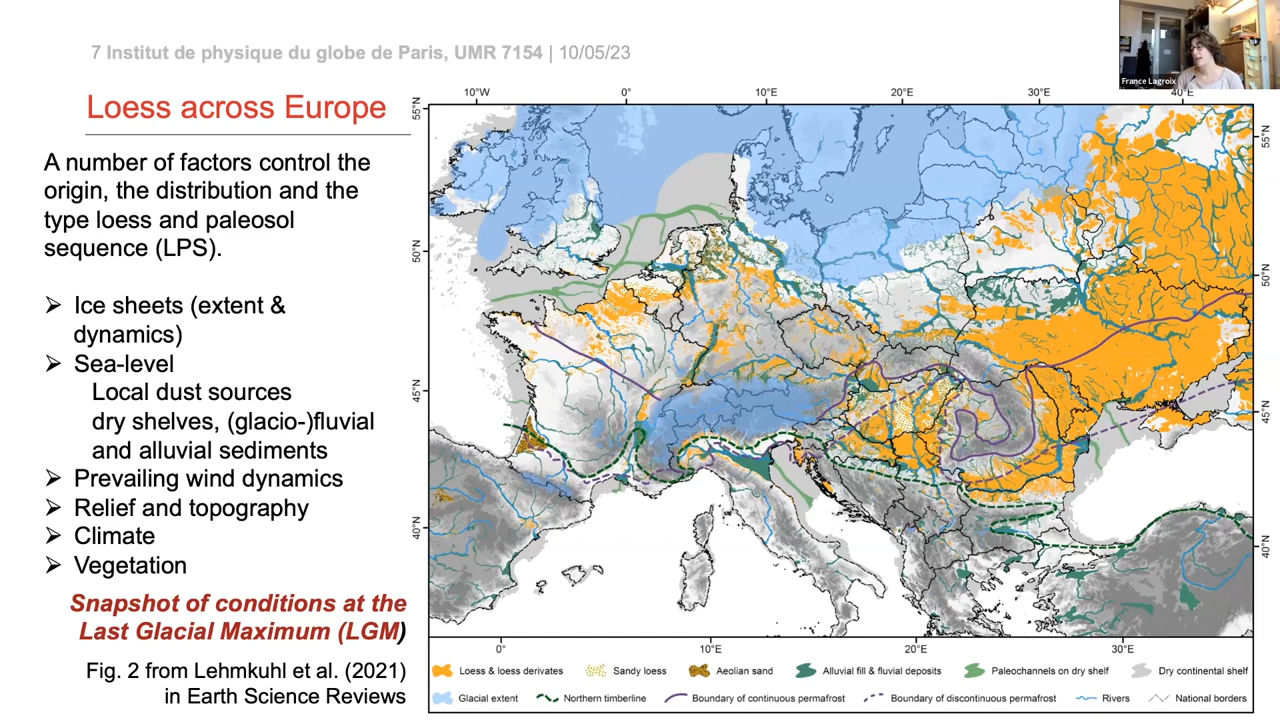 7 Institut de physique du globe de Paris, UMR 7154 | 10/05/23
France Lagroix
Loess across Europe
A number of factors control the
origin, the distribution and the
type loess and paleosol
sequence (LPS).
➢ Ice sheets (extent &
dynamics)
➢ Sea-level
Local dust sources
dry shelves, (glacio-)fluvial
and alluvial sediments
➢ Prevailing wind dynamics
➢ Relief and topography
➢ Climate
➢ Vegetation
Snapshot of conditions at the
Last Glacial Maximum (LGM)
Fig. 2 from Lehmkuhl et al. (2021)
in Earth Science Reviews
10°W 0° 10°E 20°E 30°E 40°E
55°N 55°N
50°N 50°N
45°N 45°N
40°N 40°N
0° 10°E 20°E 30°E
Loess & loess derivates Sandy loess Aeolian sand Alluvial fill & fluvial deposits Paleochannels on dry shelf Dry continental shelf
Glacial extent Northern timberline Boundary of continuous permafrost Boundary of discontinuous permafrost Rivers National borders